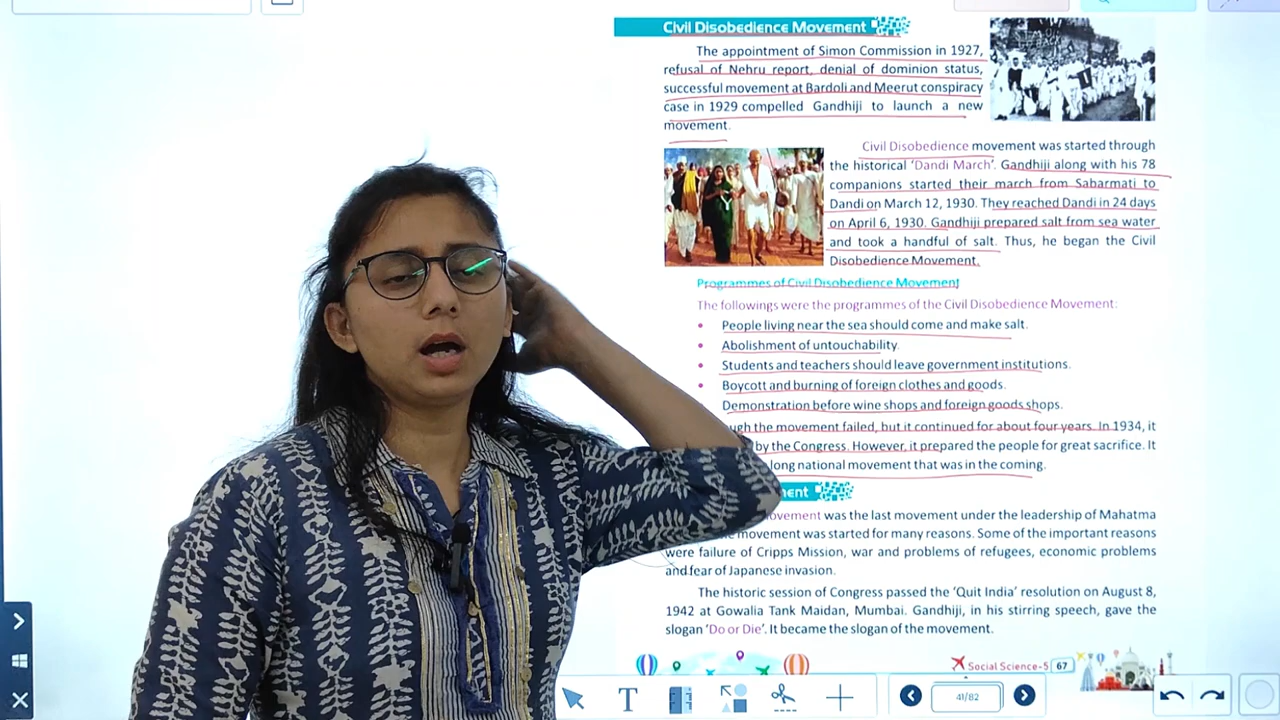 Civil Disobedience Movement
The appointment of Simon Commission in 1927,
refusal of Nehru report, denial of dominion status,
successful movement at Bardoli and Meerut conspiracy
case in 1929 compelled Gandhiji to launch a new
movement.
Civil Disobedience movement was started through
the historical 'Dandi March'. Gandhiji along with his 78
companions started their march from Sabarmati to
Dandi on March 12, 1930. They reached Dandi in 24 days
on April 6, 1930. Gandhiji prepared salt from sea water
and took a handful of salt. Thus, he began the Civil
Disobedience Movement.
Programmes of Civil Disobedience Movement
The followings were the programmes of the Civil Disobedience Movement:
• People living near the sea should come and make salt.
• Abolishment of untouchability.
• Students and teachers should leave government institutions.
• Boycott and burning of foreign clothes and goods.
Demonstration before wine shops and foreign goods shops.
the movement failed, but it continued for about four years. In 1934, it
by the Congress. However, it prepared the people for great sacrifice. It
long national movement that was in the coming.
was the last movement under the leadership of Mahatma
movement was started for many reasons. Some of the important reasons
were failure of Cripps Mission, war and problems of refugees, economic problems
and fear of Japanese invasion.
The historic session of Congress passed the 'Quit India' resolution on August 8,
1942 at Gowalia Tank Maidan, Mumbai. Gandhiji, in his stirring speech, gave the
slogan 'Do or Die'. It became the slogan of the movement.
Social Science-5 67
T
41/82